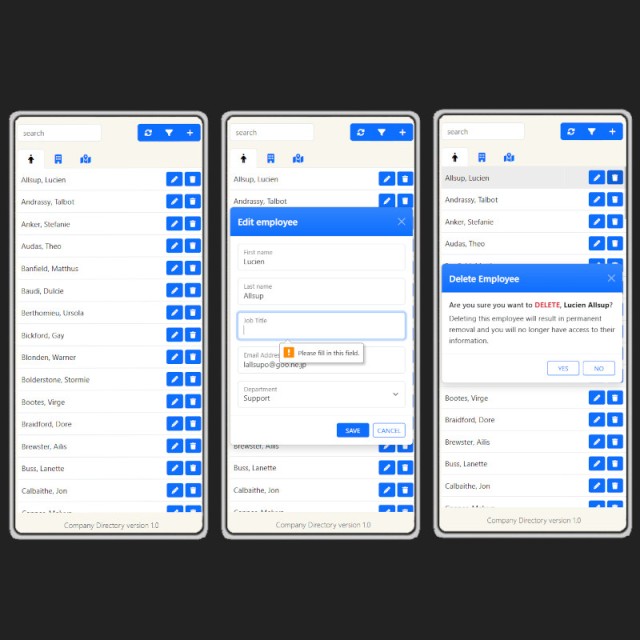 search
Allsup, Lucien
Andrassy, Talbot
Anker, Stefanie
Audas, Theo
Banfield, Matthus
Baudi, Dulcie
Berthomieu, Ursola
Bickford, Gay
Blonden, Warner
Bolderstone, Stormie
Bootes, Virge
Braidford, Dore
Brewster, Ailis
Buss, Lanette
Calbaithe, Jon
Company Directory version 1.0
search
Allsup, Lucien
Andrassy, Talbot
Edit employee
First name
Lucien
Last name
Allsup
Job Title
Please fill in this field.
Email Address
lallsup0@goo.ne.jp
Department
Support
SAVE
CANCEL
Brewster, Ailis
Buss, Lanette
Calbaithe, Jon
Company Directory version 1.0
search
Allsup, Lucien
Andrassy, Talbot
Anker, Stefanie
Audas, Theo
Delete Employee
Are you sure you want to DELETE, Lucien Allsup?
Deleting this employee will result in permanent
removal and you will no longer have access to their
information.
YES
NO
Bootes, Virge
Braidford, Dore
Brewster, Ailis
Buss, Lanette
Calbaithe, Jon
Company Directory version 1.0